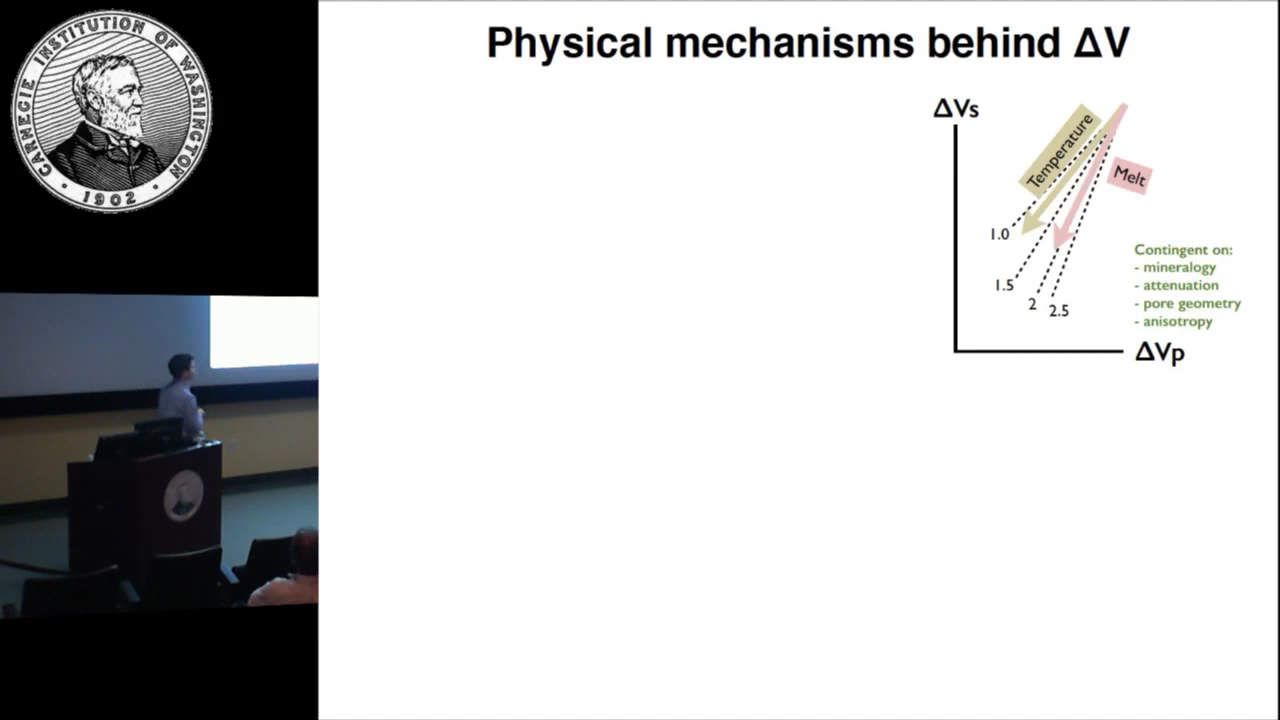 CARNEGIE INSTITUTION OF WASHINGTON
· 1902 ·
Physical mechanisms behind ΔV
ΔVs
Temperature
Melt
1.0
1.5
2
2.5
Contingent on:
- mineralogy
- attenuation
- pore geometry
- anisotropy
ΔVp